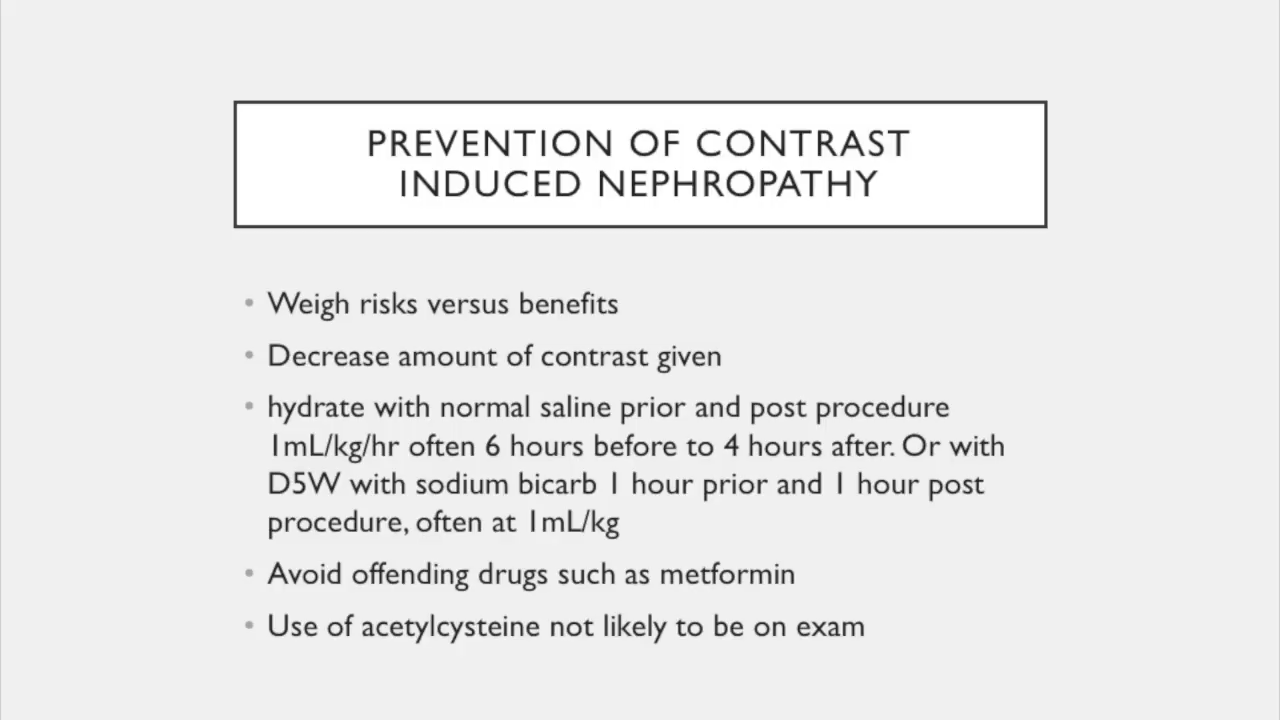 PREVENTION OF CONTRAST
INDUCED NEPHROPATHY
• Weigh risks versus benefits
• Decrease amount of contrast given
• hydrate with normal saline prior and post procedure
1mL/kg/hr often 6 hours before to 4 hours after. Or with
D5W with sodium bicarb 1 hour prior and 1 hour post
procedure, often at 1mL/kg
• Avoid offending drugs such as metformin
• Use of acetylcysteine not likely to be on exam